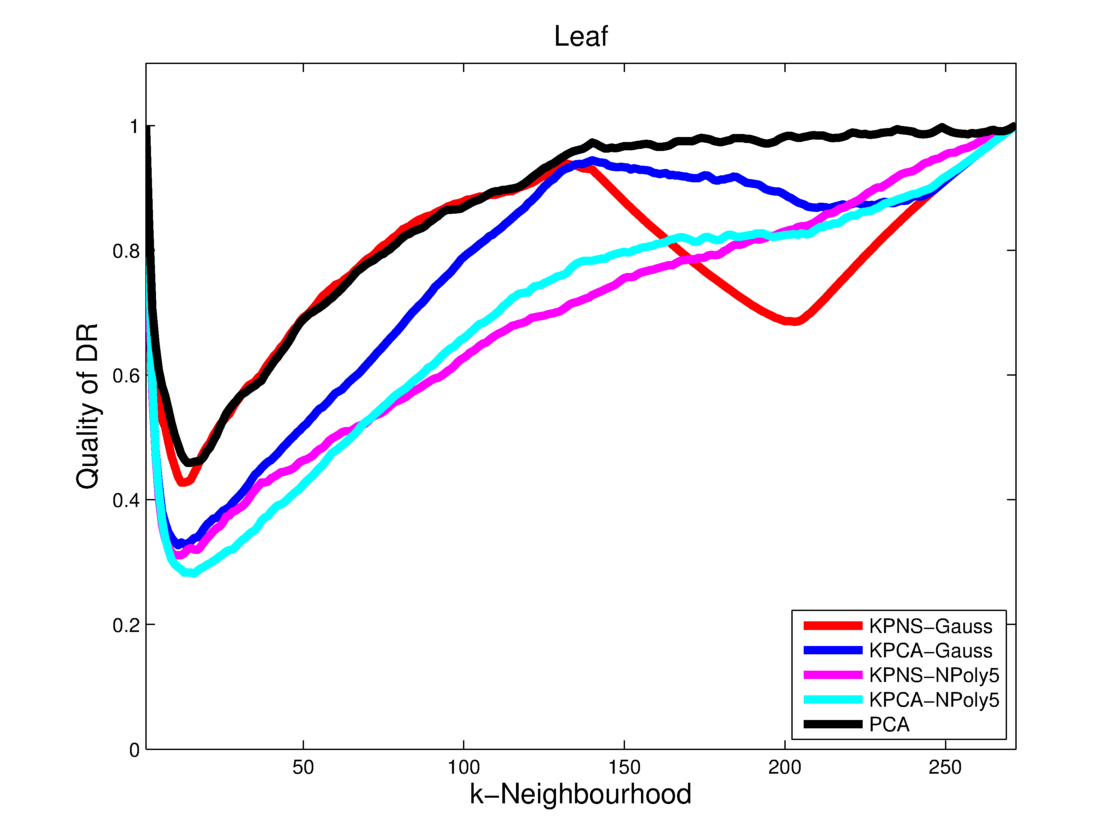 Leaf
Quality of DR
1
0.8
0.6
0.4
0.2
0
50
100
150
200
250
k−Neighbourhood
KPNS−Gauss
KPCA−Gauss
KPNS−NPoly5
KPCA−NPoly5
PCA